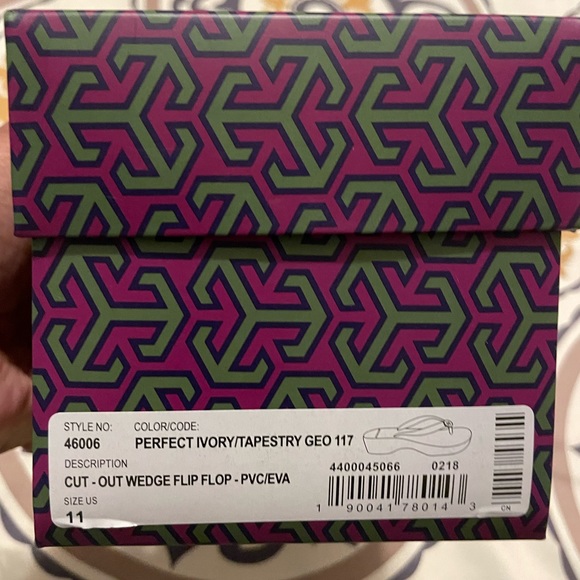 STYLE NO: COLOR/CODE:
46006 PERFECT IVORY/TAPESTRY GEO 117
DESCRIPTION
CUT - OUT WEDGE FLIP FLOP - PVC/EVA
SIZE US
11
4400045066 0218
1 90041 78014 3
CN